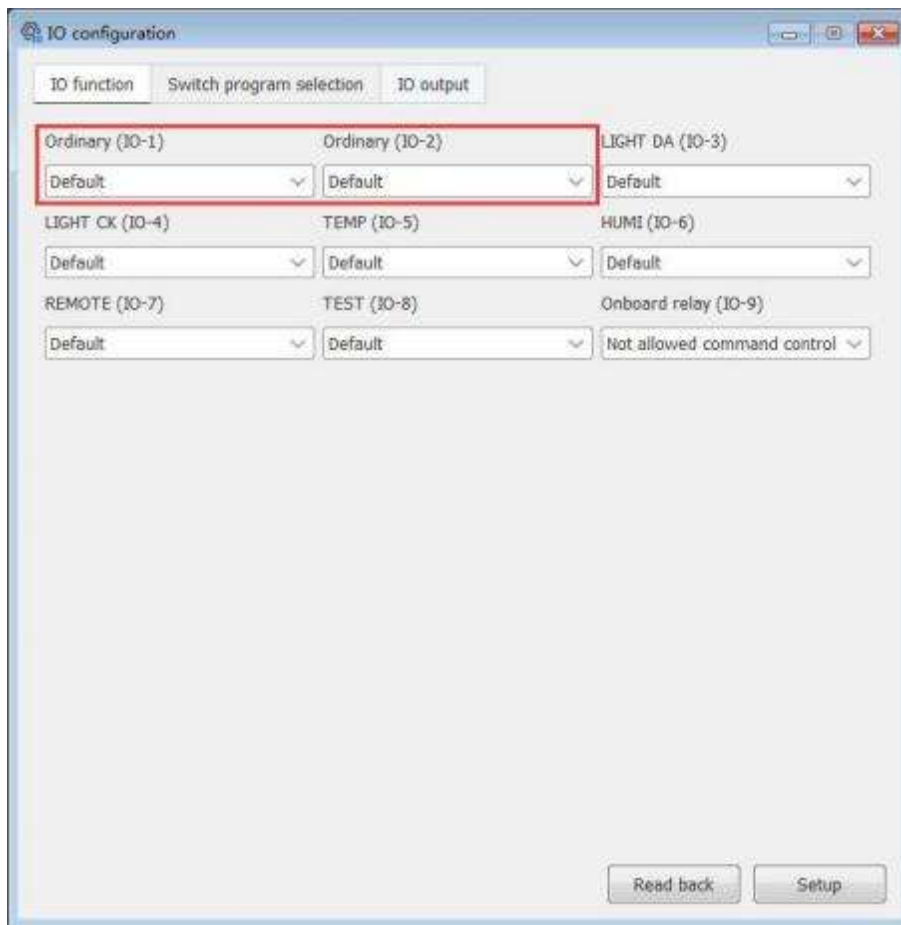 IO configuration
IO function Switch program selection IO output
Ordinary (IO-1) Ordinary (IO-2) LIGHT DA (IO-3)
Default Default Default
LIGHT CK (IO-4) TEMP (IO-5) HUMI (IO-6)
Default Default Default
REMOTE (IO-7) TEST (IO-8) Onboard relay (IO-9)
Default Default Not allowed command control
Read back Setup